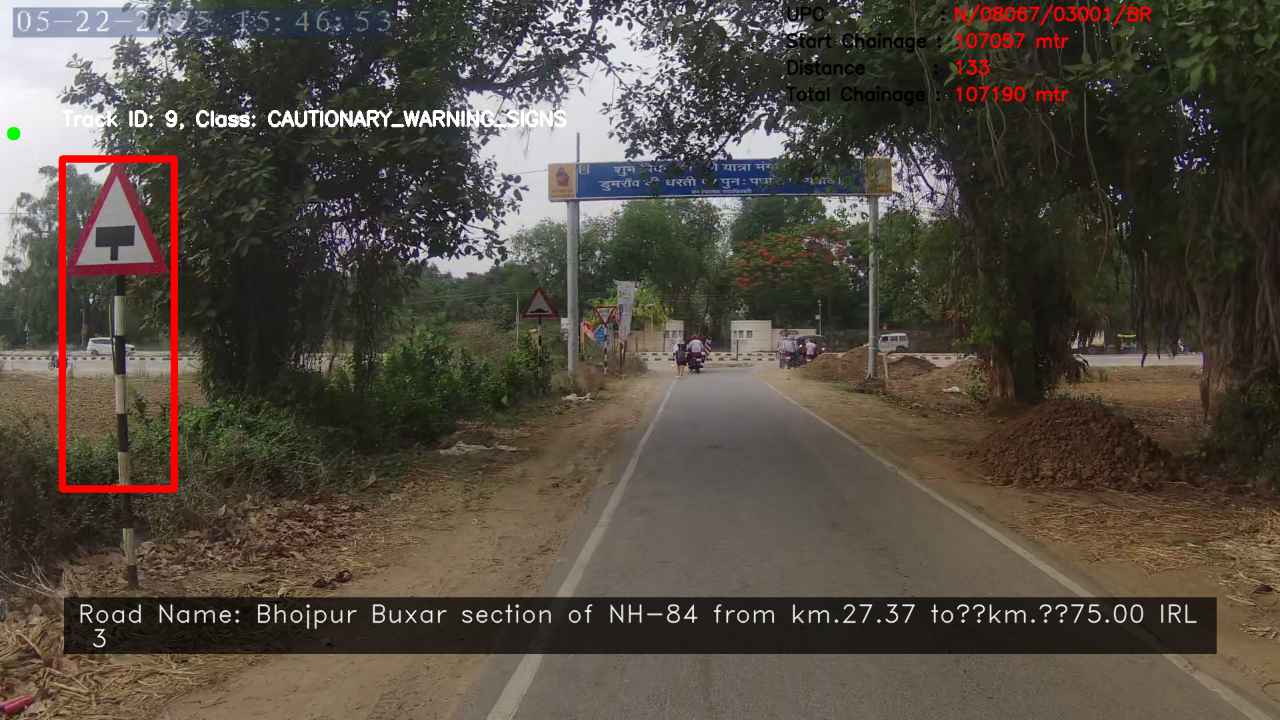 05-22-2025 15:46:53
UPC : N/08067/03001/BR
Start Chainage : 107057 mtr
Distance : 133
Total Chainage : 107190 mtr
Track ID: 9, Class: CAUTIONARY_WARNING_SIGNS
शुभ यात्रा
डुमराँव की धरती पुनः
Road Name: Bhojpur Buxar section of NH-84 from km.27.37 to??km.??75.00 IRL
3